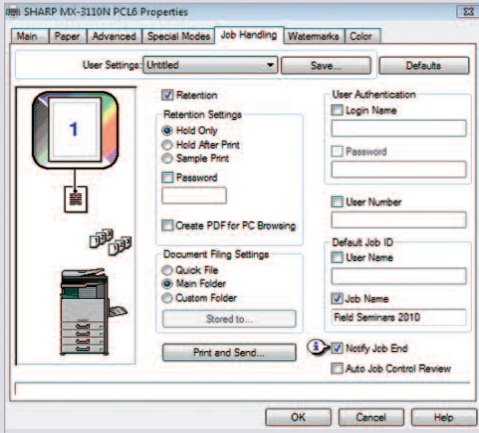 SHARP MX-3110N PCL6 Properties
Main Paper Advanced Special Modes Job Handling Watermarks Color
User Settings: Untitled Save... Defaults
1
Retention
Retention Settings
Hold Only
Hold After Print
Sample Print
Password
Create PDF for PC Browsing
Document Filing Settings
Quick File
Main Folder
Custom Folder
Stored to...
Print and Send...
User Authentication
Login Name
Password
User Number
Default Job ID
User Name
Job Name
Field Seminars 2010
Notify Job End
Auto Job Control Review
OK Cancel Help